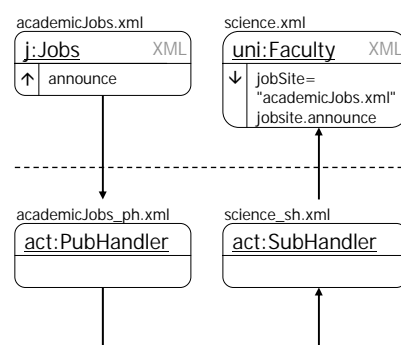 academicJobs.xml
j:Jobs XML
↑ announce
science.xml
uni:Faculty XML
↓ jobSite=
"academicJobs.xml"
jobsite.announce
academicJobs_ph.xml
act:PubHandler
science_sh.xml
act:SubHandler